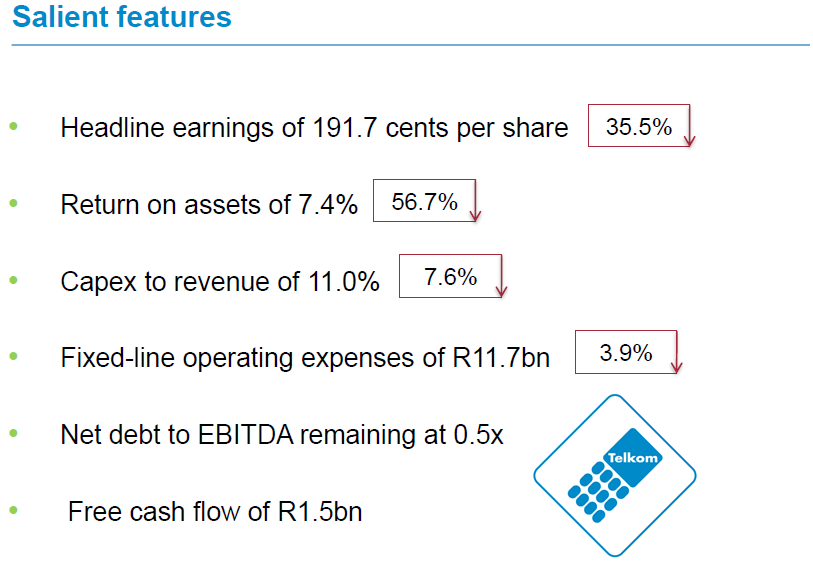 Salient features
• Headline earnings of 191.7 cents per share 35.5%
• Return on assets of 7.4% 56.7%
• Capex to revenue of 11.0% 7.6%
• Fixed-line operating expenses of R11.7bn 3.9%
• Net debt to EBITDA remaining at 0.5x
Telkom
• Free cash flow of R1.5bn